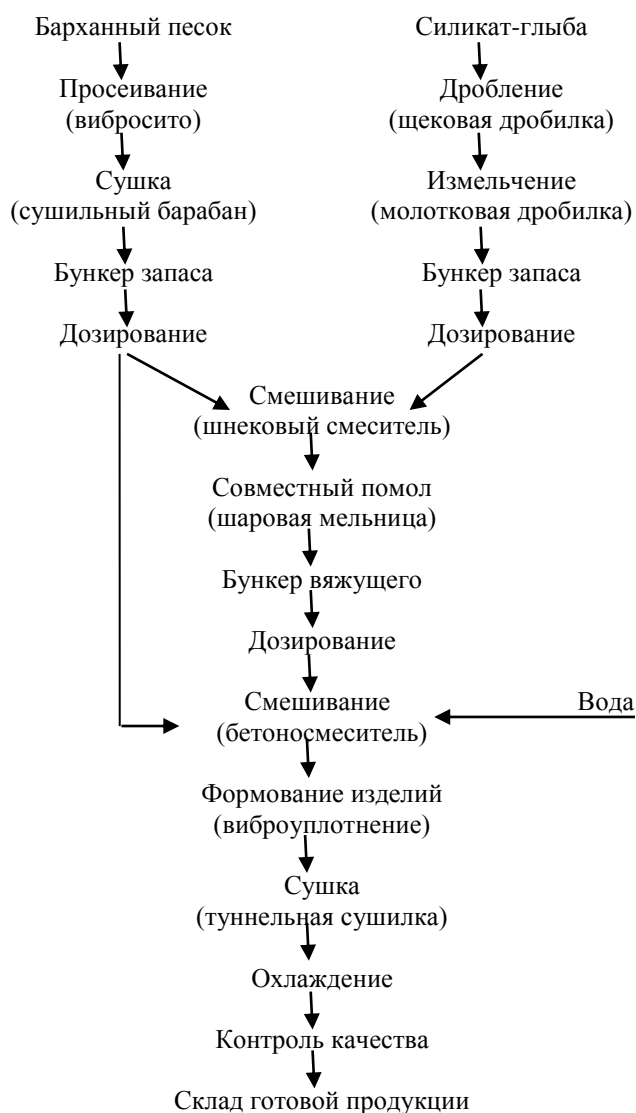 Барханный песок
Силикат-глыба
Просеивание
(вибросито)
Дробление
(щековая дробилка)
Сушка
(сушильный барабан)
Измельчение
(молотковая дробилка)
Бункер запаса
Бункер запаса
Дозирование
Дозирование
Смешивание
(шнековый смеситель)
Совместный помол
(шаровая мельница)
Бункер вяжущего
Дозирование
Смешивание
(бетоносмеситель)
Вода
Формование изделий
(виброуплотнение)
Сушка
(туннельная сушилка)
Охлаждение
Контроль качества
Склад готовой продукции